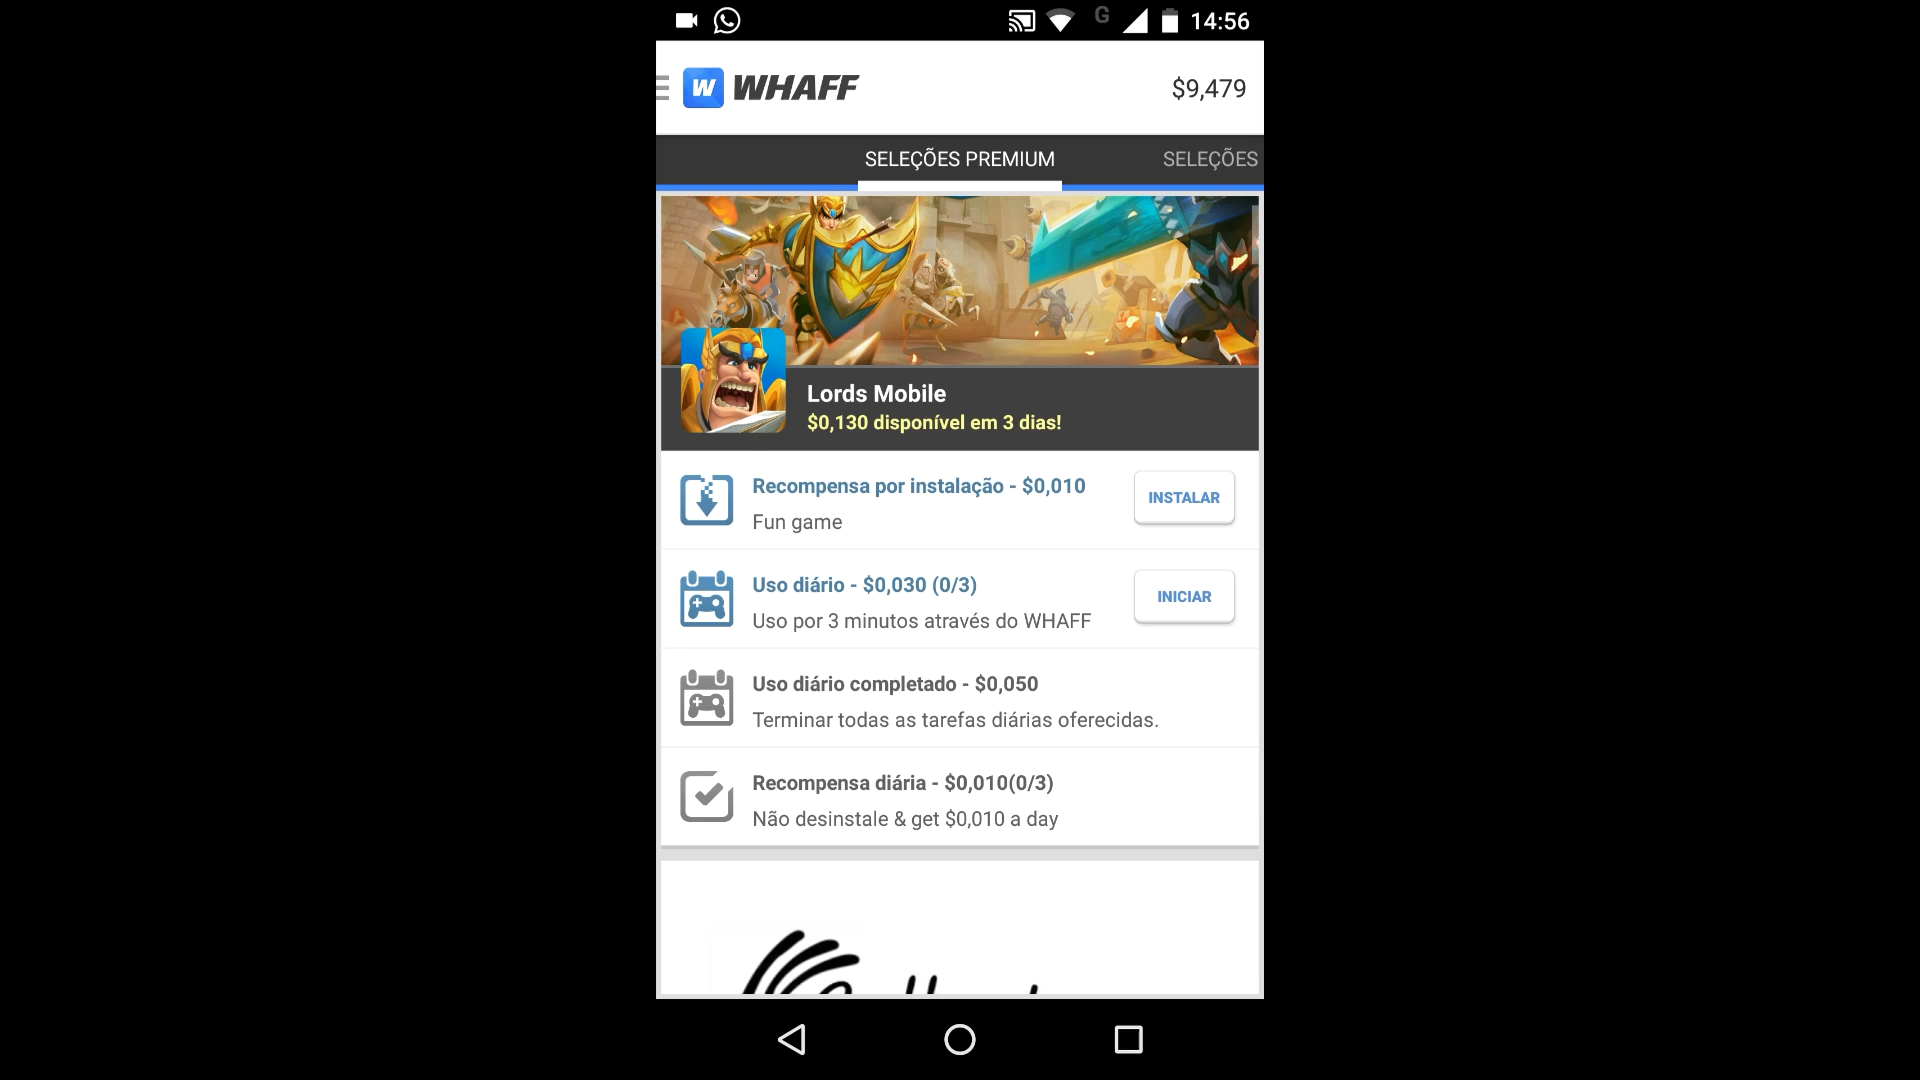 G 14:56
W WHAFF $9,479
SELEÇÕES PREMIUM SELEÇÕES
Lords Mobile
$0,130 disponível em 3 dias!
Recompensa por instalação - $0,010
Fun game
INSTALAR
Uso diário - $0,030 (0/3)
Uso por 3 minutos através do WHAFF
INICIAR
Uso diário completado - $0,050
Terminar todas as tarefas diárias oferecidas.
Recompensa diária - $0,010(0/3)
Não desinstale & get $0,010 a day